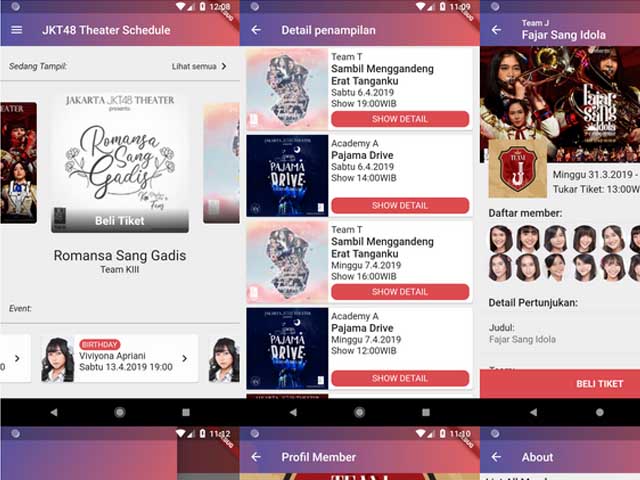 12:08
JKT48 Theater Schedule
Sedang Tampil:
Lihat semua
JAKARTA JKT48 THEATER
presents
Romansa
Sang
Gadis
Beli Tiket
Romansa Sang Gadis
Team KIII
Event:
BIRTHDAY
Viviyona Apriani
Sabtu 13.4.2019 19:00
11:09
Detail penampilan
Team T
Sambil Menggandeng
Erat Tanganku
Sabtu 6.4.2019
Show 19:00WIB
SHOW DETAIL
Academy A
Pajama Drive
Sabtu 6.4.2019
Show 14:00WIB
SHOW DETAIL
PAJAMA
DRIVE
Team T
Sambil Menggandeng
Erat Tanganku
Minggu 7.4.2019
Show 16:00WIB
SHOW DETAIL
Academy A
Pajama Drive
Minggu 7.4.2019
Show 12:00WIB
SHOW DETAIL
PAJAMA
DRIVE
Team J
Fajar Sang Idola
fajar
sang
idola
TEAM
J
Minggu 31.3.2019 -
Tukar Tiket: 13:00W
Daftar member:
Detail Pertunjukan:
Judul:
Fajar Sang Idola
BELI TIKET
11:12
11:10
Profil Member
TEAM
About